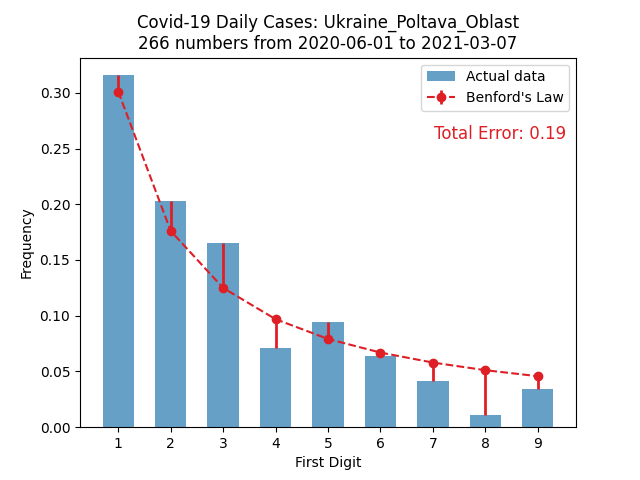 Covid-19 Daily Cases: Ukraine_Poltava_Oblast
266 numbers from 2020-06-01 to 2021-03-07
Actual data
Benford's Law
Total Error: 0.19
Frequency
0.30
0.25
0.20
0.15
0.10
0.05
0.00
1 2 3 4 5 6 7 8 9
First Digit